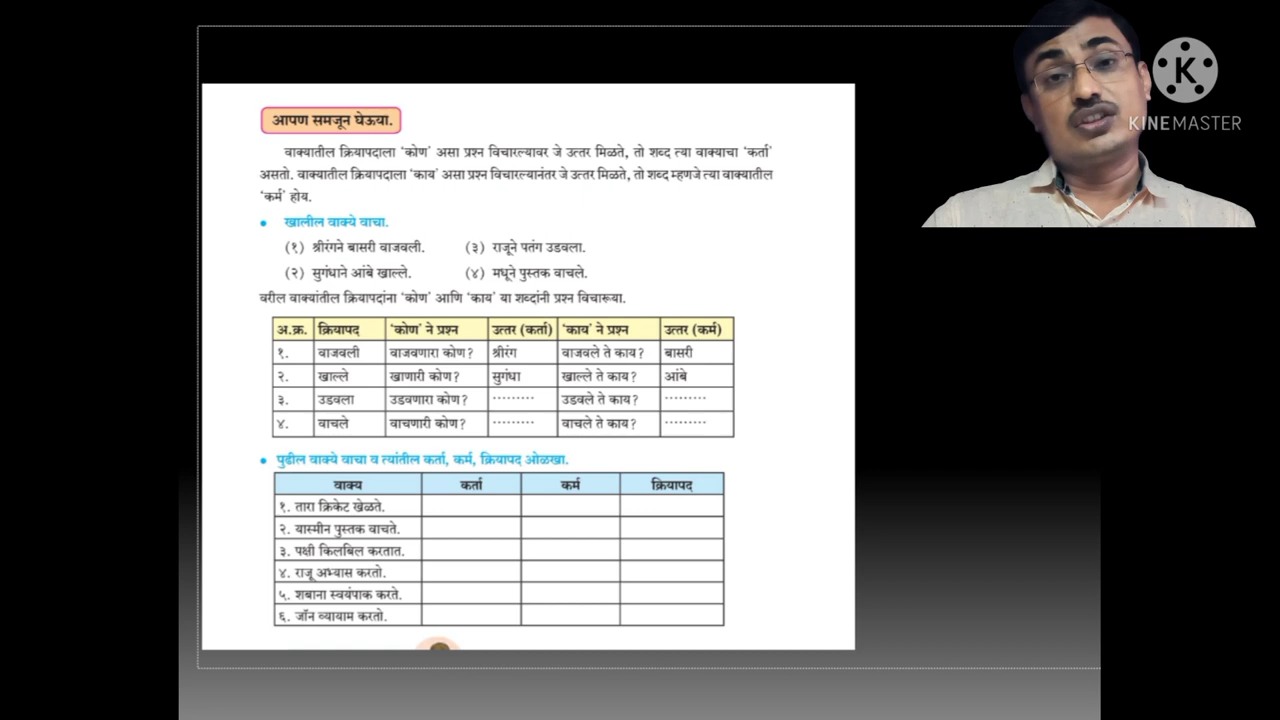 आपण समजून घेऊया.
वाक्यातील क्रियापदाला ‘कोण’ असा प्रश्न विचारल्यावर जे उत्तर मिळते, तो शब्द त्या वाक्याचा ‘कर्ता’
असतो. वाक्यातील क्रियापदाला ‘काय’ असा प्रश्न विचारल्यानंतर जे उत्तर मिळते, तो शब्द म्हणजे त्या वाक्यातील
‘कर्म’ होय.
• खालील वाक्ये वाचा.
(१) श्रीरंगने बासरी वाजवली. (३) राजूने पतंग उडवला.
(२) सुगंधाने आंबे खाल्ले. (४) मधूने पुस्तक वाचले.
वरील वाक्यांतील क्रियापदांना ‘कोण’ आणि ‘काय’ या शब्दांनी प्रश्न विचारूया.
अ.क्र. क्रियापद ‘कोण’ ने प्रश्न उत्तर (कर्ता) ‘काय’ ने प्रश्न उत्तर (कर्म)
१. वाजवली वाजवणारा कोण? श्रीरंग वाजवले ते काय? बासरी
२. खाल्ले खाणारी कोण? सुगंधा खाल्ले ते काय? आंबे
३. उडवला उडवणारा कोण? ......... उडवले ते काय? .........
४. वाचले वाचणारी कोण? ......... वाचले ते काय? .........
• पुढील वाक्ये वाचा व त्यांतील कर्ता, कर्म, क्रियापद ओळखा.
वाक्य कर्ता कर्म क्रियापद
१. तारा क्रिकेट खेळते.
२. यास्मीन पुस्तक वाचते.
३. पक्षी किलबिल करतात.
४. राजू अभ्यास करतो.
५. शबाना स्वयंपाक करते.
६. जॉन व्यायाम करतो.
K
KINEMASTER